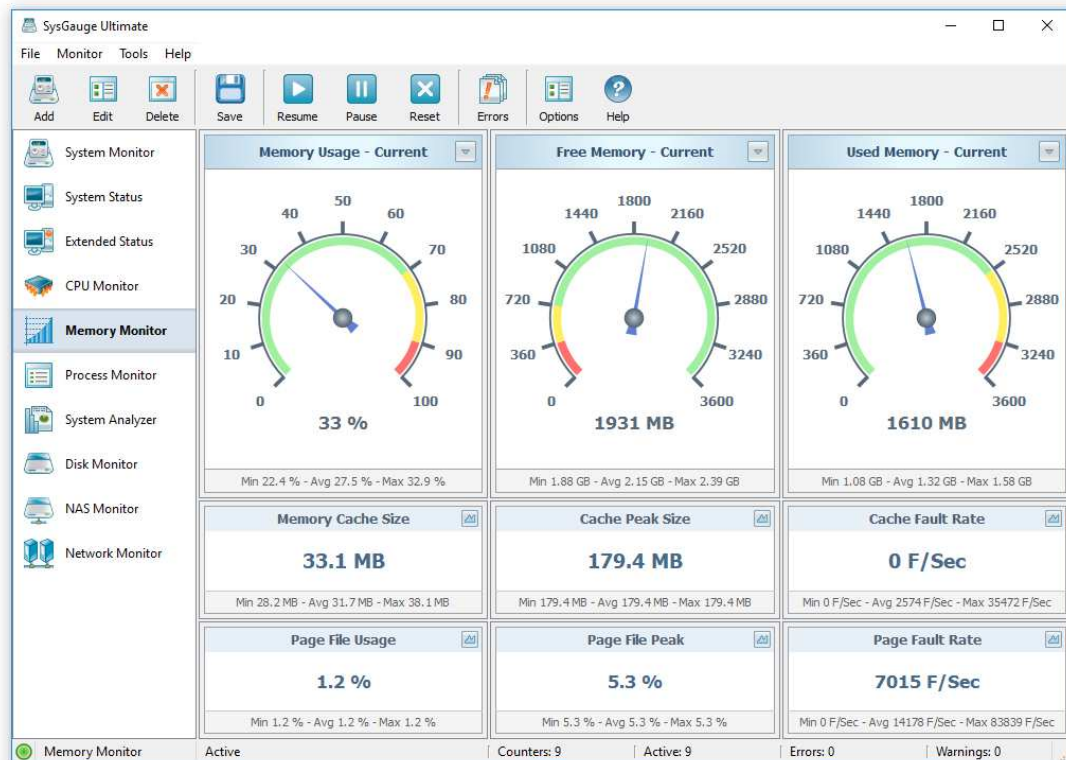 SysGauge Ultimate
File Monitor Tools Help
Add Edit Delete Save Resume Pause Reset Errors Options Help
System Monitor
System Status
Extended Status
CPU Monitor
Memory Monitor
Process Monitor
System Analyzer
Disk Monitor
NAS Monitor
Network Monitor
Memory Usage - Current
0 10 20 30 40 50 60 70 80 90 100
33 %
Min 22.4 % - Avg 27.5 % - Max 32.9 %
Free Memory - Current
0 360 720 1080 1440 1800 2160 2520 2880 3240 3600
1931 MB
Min 1.88 GB - Avg 2.15 GB - Max 2.39 GB
Used Memory - Current
0 360 720 1080 1440 1800 2160 2520 2880 3240 3600
1610 MB
Min 1.08 GB - Avg 1.32 GB - Max 1.58 GB
Memory Cache Size
33.1 MB
Min 28.2 MB - Avg 31.7 MB - Max 38.1 MB
Cache Peak Size
179.4 MB
Min 179.4 MB - Avg 179.4 MB - Max 179.4 MB
Cache Fault Rate
0 F/Sec
Min 0 F/Sec - Avg 2574 F/Sec - Max 35472 F/Sec
Page File Usage
1.2 %
Min 1.2 % - Avg 1.2 % - Max 1.2 %
Page File Peak
5.3 %
Min 5.3 % - Avg 5.3 % - Max 5.3 %
Page Fault Rate
7015 F/Sec
Min 0 F/Sec - Avg 14178 F/Sec - Max 83839 F/Sec
Memory Monitor Active Counters: 9 Active: 9 Errors: 0 Warnings: 0